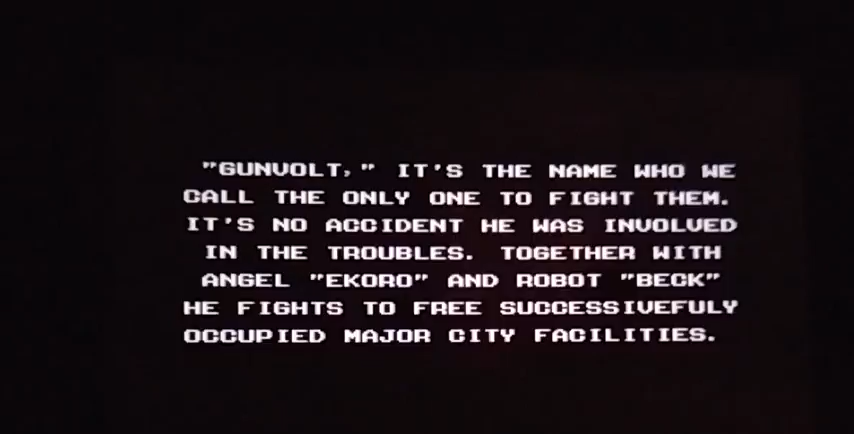 "GUNVOLT," IT'S THE NAME WHO WE
CALL THE ONLY ONE TO FIGHT THEM.
IT'S NO ACCIDENT HE WAS INVOLVED
IN THE TROUBLES. TOGETHER WITH
ANGEL "EKORO" AND ROBOT "BECK"
HE FIGHTS TO FREE SUCCESSIVEFULY
OCCUPIED MAJOR CITY FACILITIES.